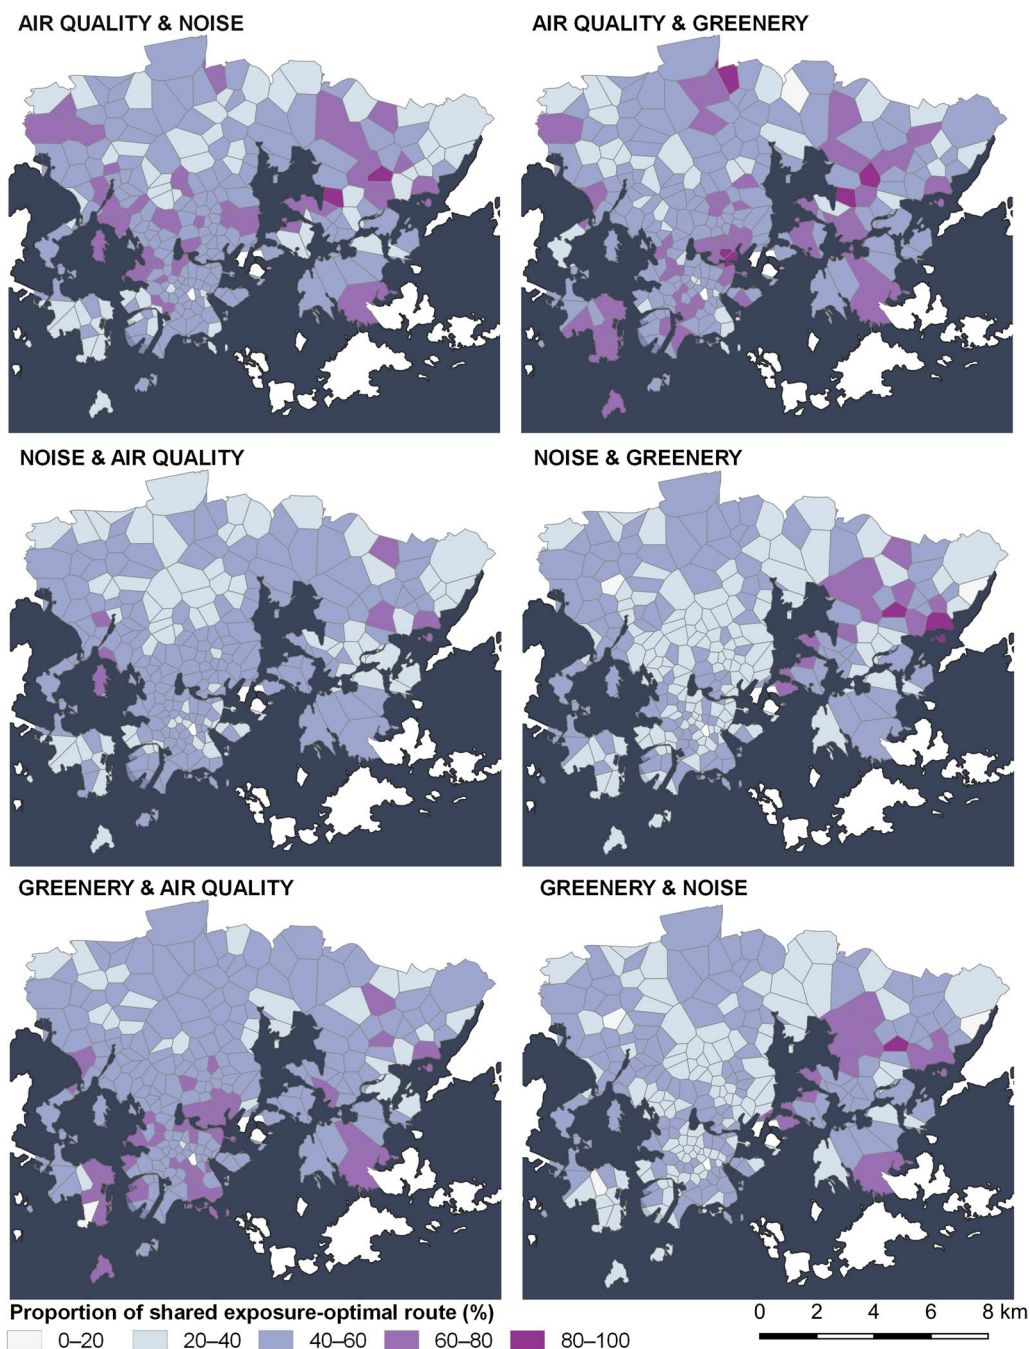 AIR QUALITY & NOISE
AIR QUALITY & GREENERY
NOISE & AIR QUALITY
NOISE & GREENERY
GREENERY & AIR QUALITY
GREENERY & NOISE
Proportion of shared exposure-optimal route (%)
0–20 20–40 40–60 60–80 80–100
0 2 4 6 8 km